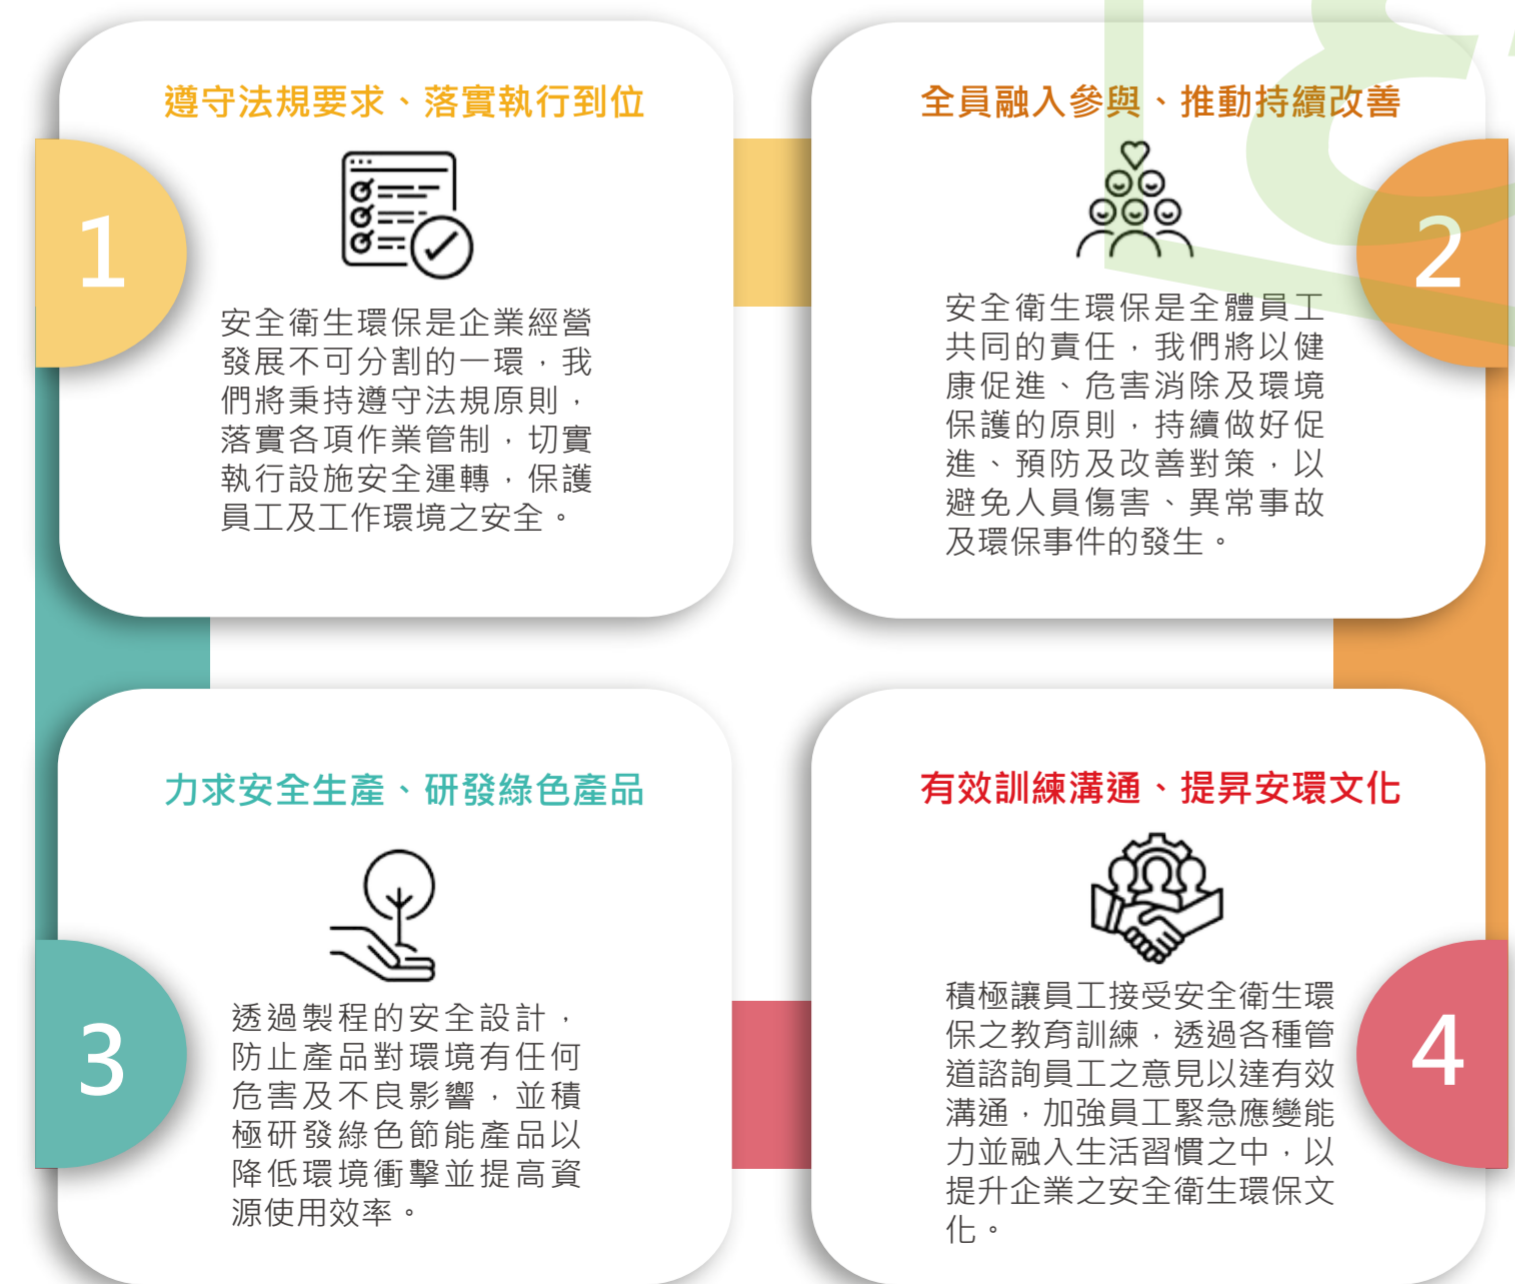 遵守法規要求、落實執行到位
1
安全衛生環保是企業經營
發展不可分割的一環，我
們將秉持遵守法規原則，
落實各項作業管制，切實
執行設施安全運轉，保護
員工及工作環境之安全。
全員融入參與、推動持續改善
2
安全衛生環保是全體員工
共同的責任，我們將以健
康促進、危害消除及環境
保護的原則，持續做好促
進、預防及改善對策，以
避免人員傷害、異常事故
及環保事件的發生。
力求安全生產、研發綠色產品
3
透過製程的安全設計，
防止產品對環境有任何
危害及不良影響，並積
極研發綠色節能產品以
降低環境衝擊並提高資
源使用效率。
有效訓練溝通、提昇安環文化
4
積極讓員工接受安全衛生環
保之教育訓練，透過各種管
道諮詢員工之意見以達有效
溝通，加強員工緊急應變能
力並融入生活習慣之中，以
提升企業之安全衛生環保文
化。